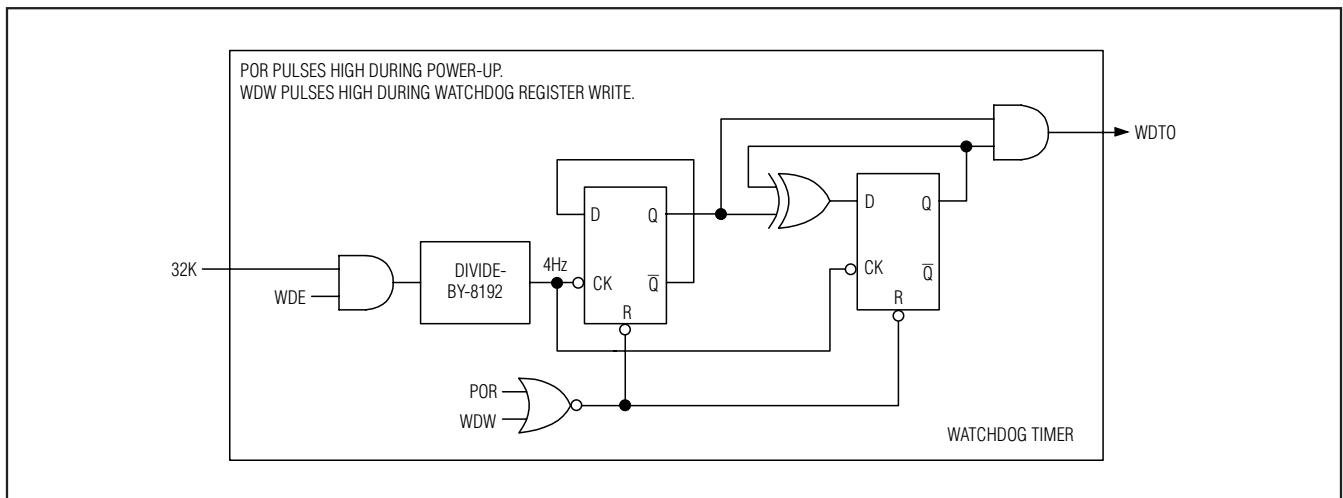 POR PULSES HIGH DURING POWER-UP.
WDW PULSES HIGH DURING WATCHDOG REGISTER WRITE.
WDTO
D
Q
D
Q
32K
WDE
DIVIDE-
BY-8192
4Hz
CK
Q̅
R
CK
Q̅
R
POR
WDW
WATCHDOG TIMER